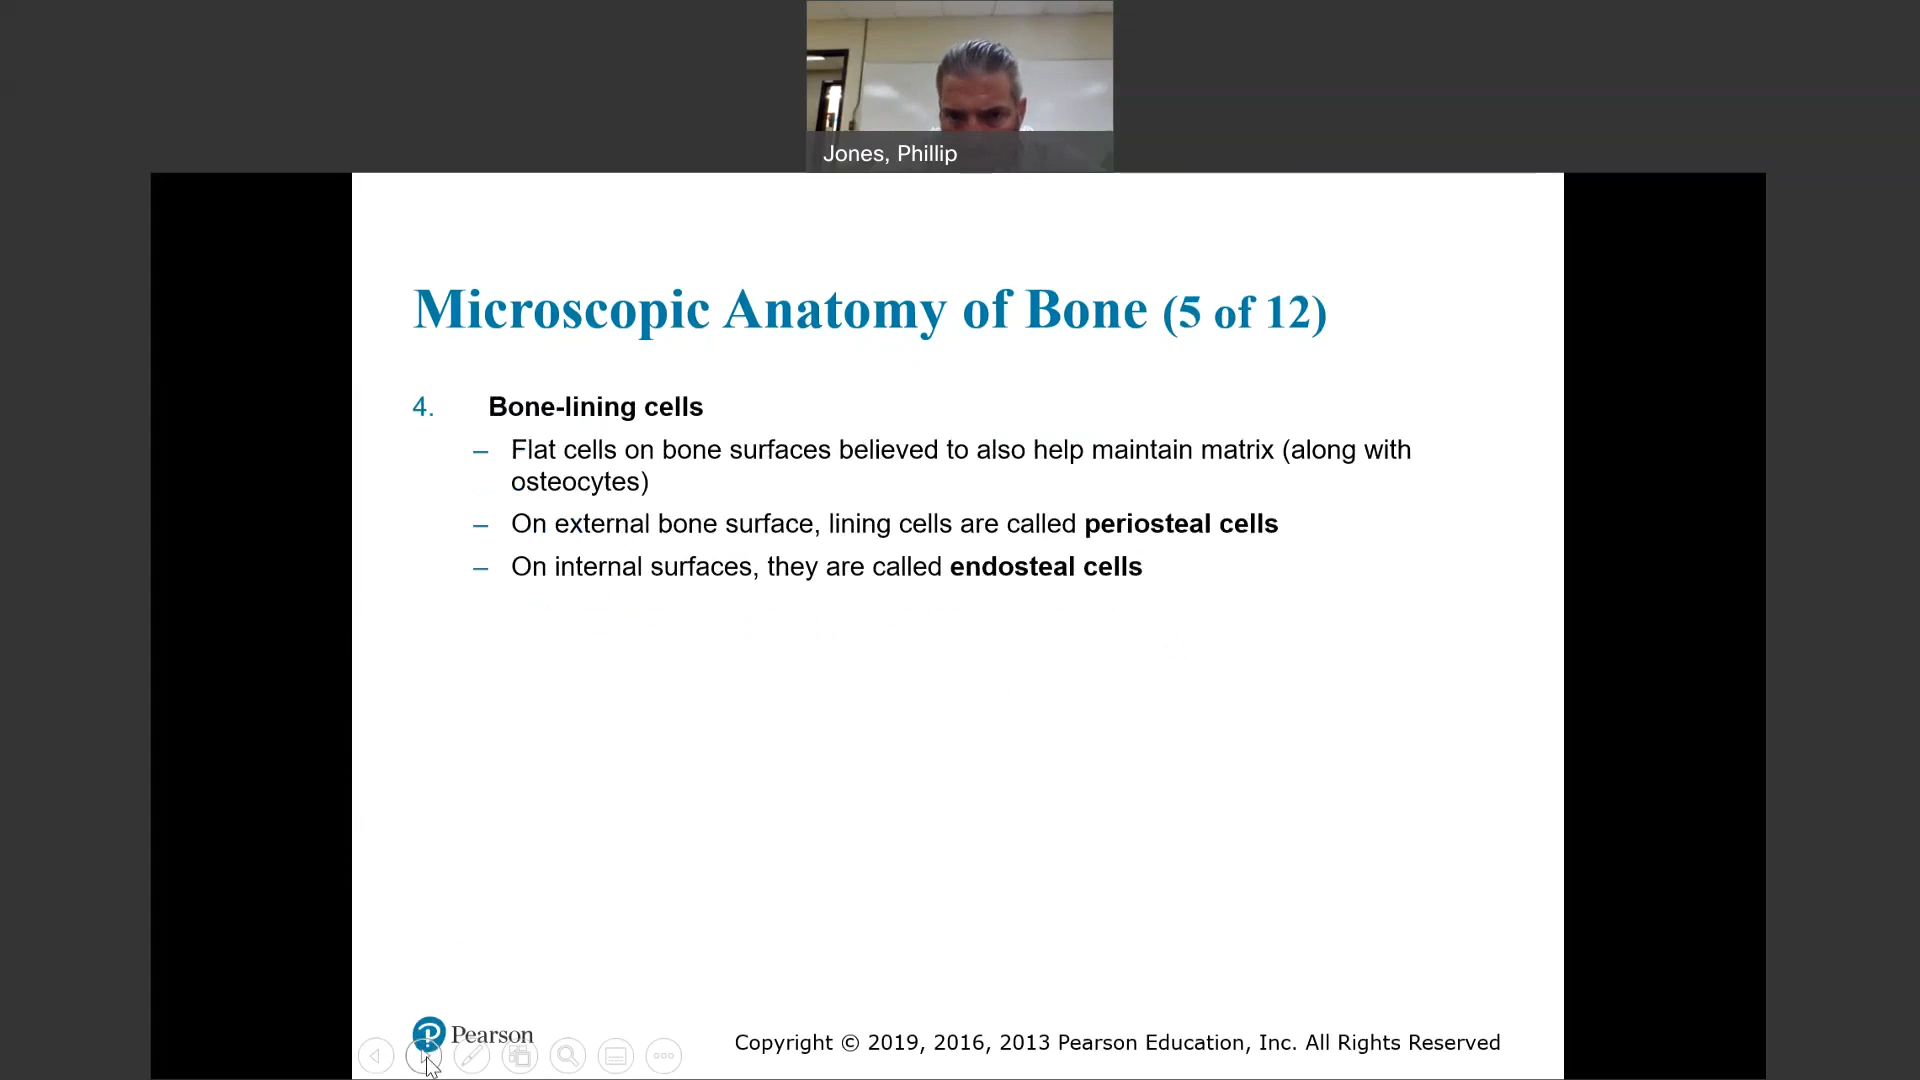 Jones, Phillip
Microscopic Anatomy of Bone (5 of 12)
4. Bone-lining cells
– Flat cells on bone surfaces believed to also help maintain matrix (along with
osteocytes)
– On external bone surface, lining cells are called periosteal cells
– On internal surfaces, they are called endosteal cells
Pearson
Copyright © 2019, 2016, 2013 Pearson Education, Inc. All Rights Reserved